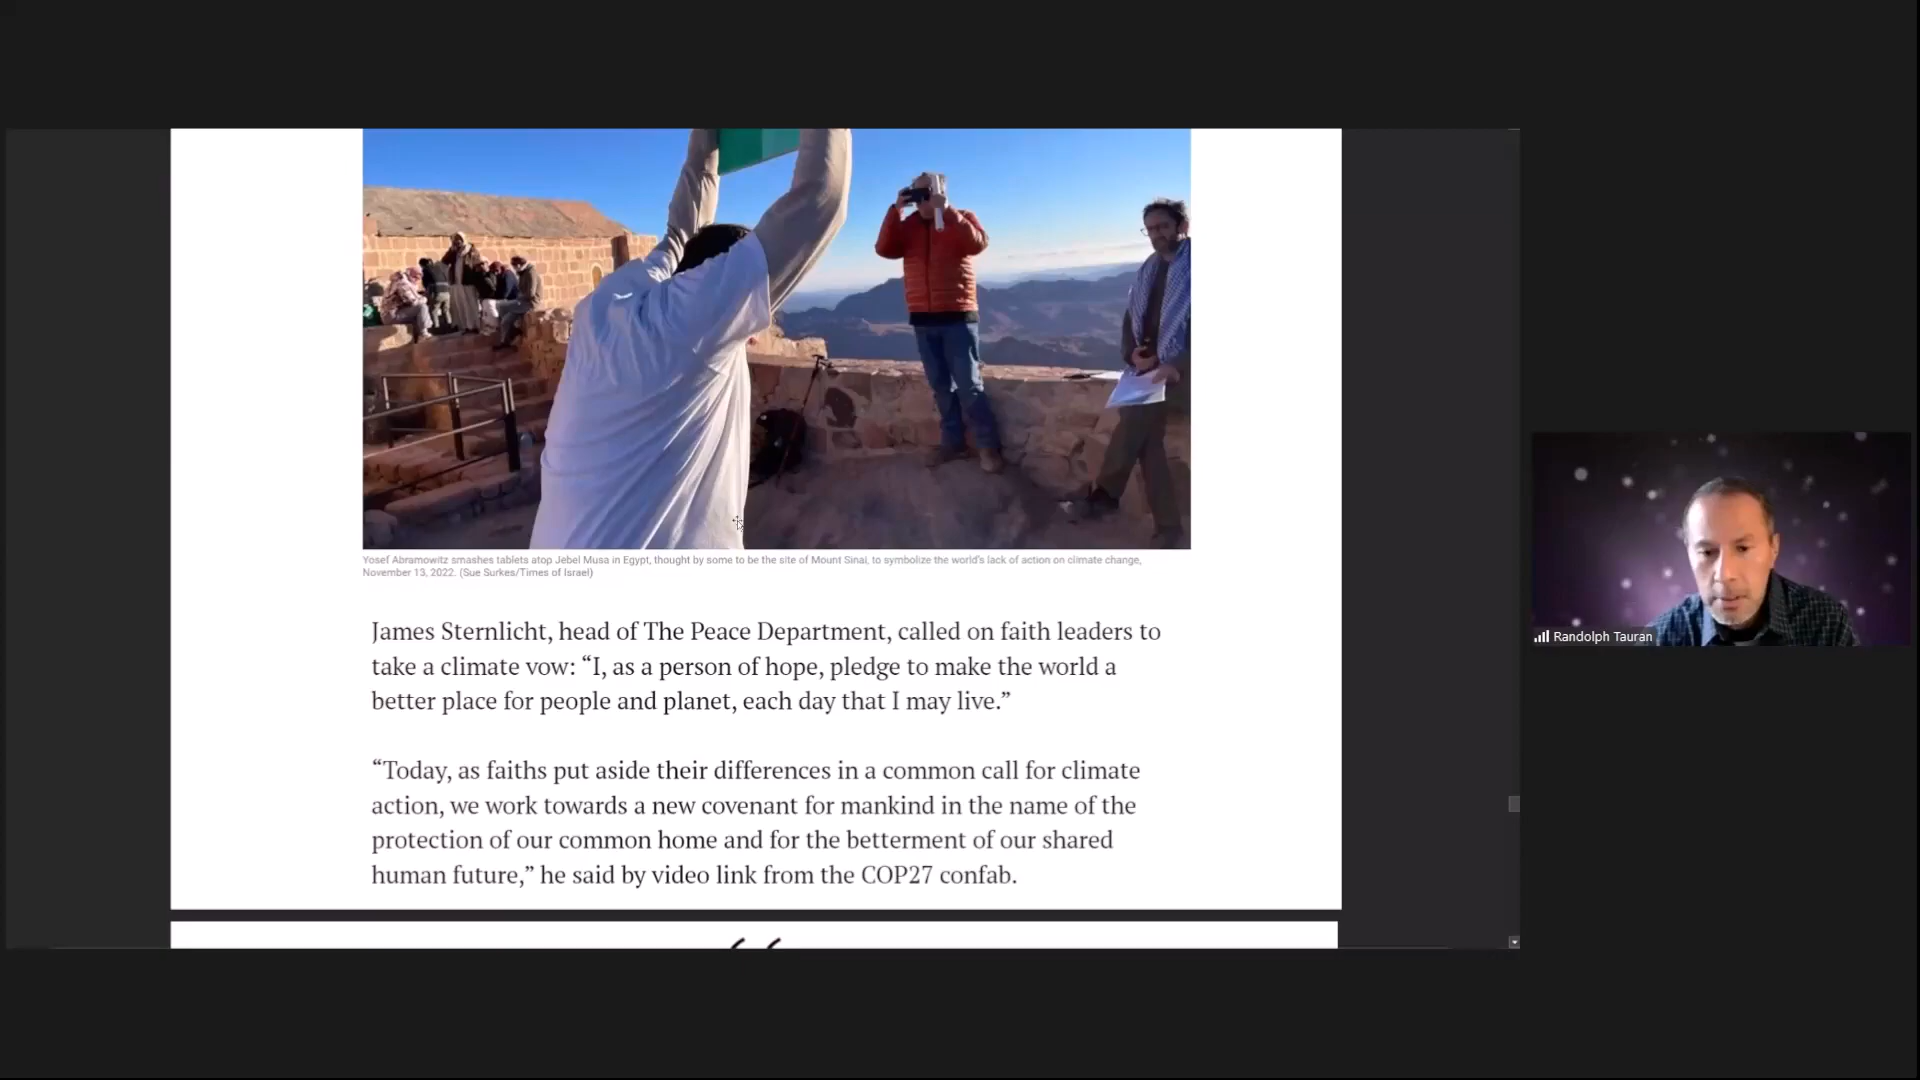 Yosef Abramowitz smashes tablets atop Jebel Musa in Egypt, thought by some to be the site of Mount Sinai, to symbolize the world's lack of action on climate change,
November 13, 2022. (Sue Surkes/Times of Israel)
James Sternlicht, head of The Peace Department, called on faith leaders to
take a climate vow: “I, as a person of hope, pledge to make the world a
better place for people and planet, each day that I may live.”
“Today, as faiths put aside their differences in a common call for climate
action, we work towards a new covenant for mankind in the name of the
protection of our common home and for the betterment of our shared
human future,” he said by video link from the COP27 confab.
Randolph Tauran